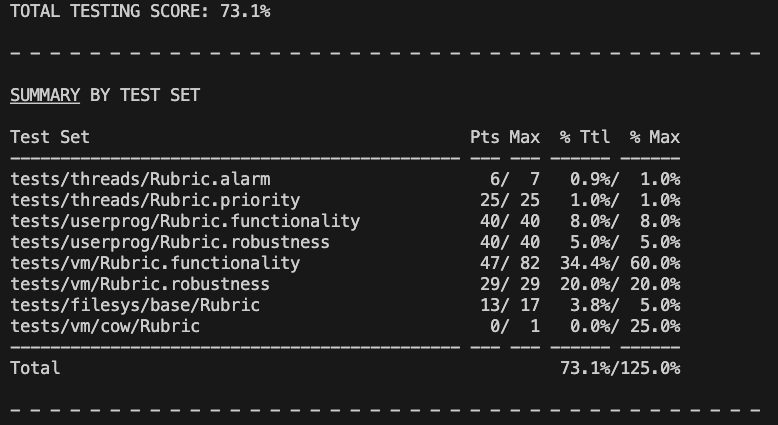 TOTAL TESTING SCORE: 73.1%
- - - - - - - - - - - - - - - - - - - - - - - - - - - - - - - - - - - - - -
SUMMARY BY TEST SET
Test Set                                      Pts Max  % Ttl  % Max
--------------------------------------------- --- --- ------ ------
tests/threads/Rubric.alarm                      6/  7   0.9%/  1.0%
tests/threads/Rubric.priority                  25/ 25   1.0%/  1.0%
tests/userprog/Rubric.functionality            40/ 40   8.0%/  8.0%
tests/userprog/Rubric.robustness               40/ 40   5.0%/  5.0%
tests/vm/Rubric.functionality                  47/ 82  34.4%/ 60.0%
tests/vm/Rubric.robustness                     29/ 29  20.0%/ 20.0%
tests/filesys/base/Rubric                      13/ 17   3.8%/  5.0%
tests/vm/cow/Rubric                             0/  1   0.0%/ 25.0%
--------------------------------------------- --- --- ------ ------
Total                                                  73.1%/125.0%
- - - - - - - - - - - - - - - - - - - - - - - - - - - - - - - - - - - - - -